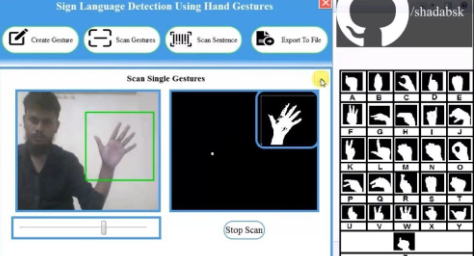 Sign Language Detection Using Hand Gestures
/shadabsk
Create Gesture
Scan Gestures
Scan Sentence
Export To File
Scan Single Gestures
A B C D E
F G H I J
K L M N O
P Q R S T
U V W X Y
Stop Scan